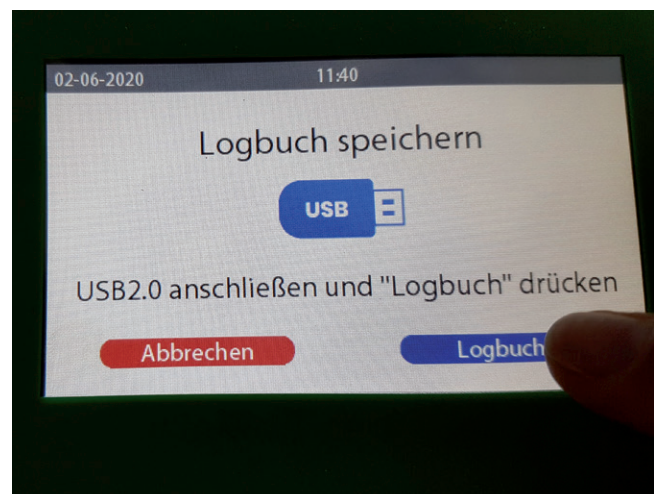 02-06-2020 11:40
Logbuch speichern
USB
USB2.0 anschließen und "Logbuch" drücken
Abbrechen Logbuch